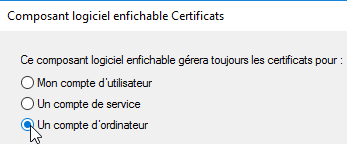 Composant logiciel enfichable Certificats
Ce composant logiciel enfichable gérera toujours les certificats pour :
Mon compte d'utilisateur
Un compte de service
Un compte d'ordinateur